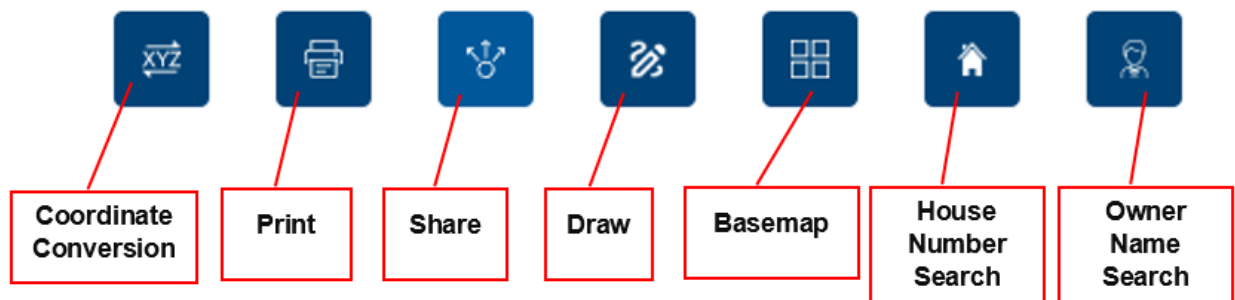 XYZ
Coordinate
Conversion
Print
Share
Draw
Basemap
House
Number
Search
Owner
Name
Search